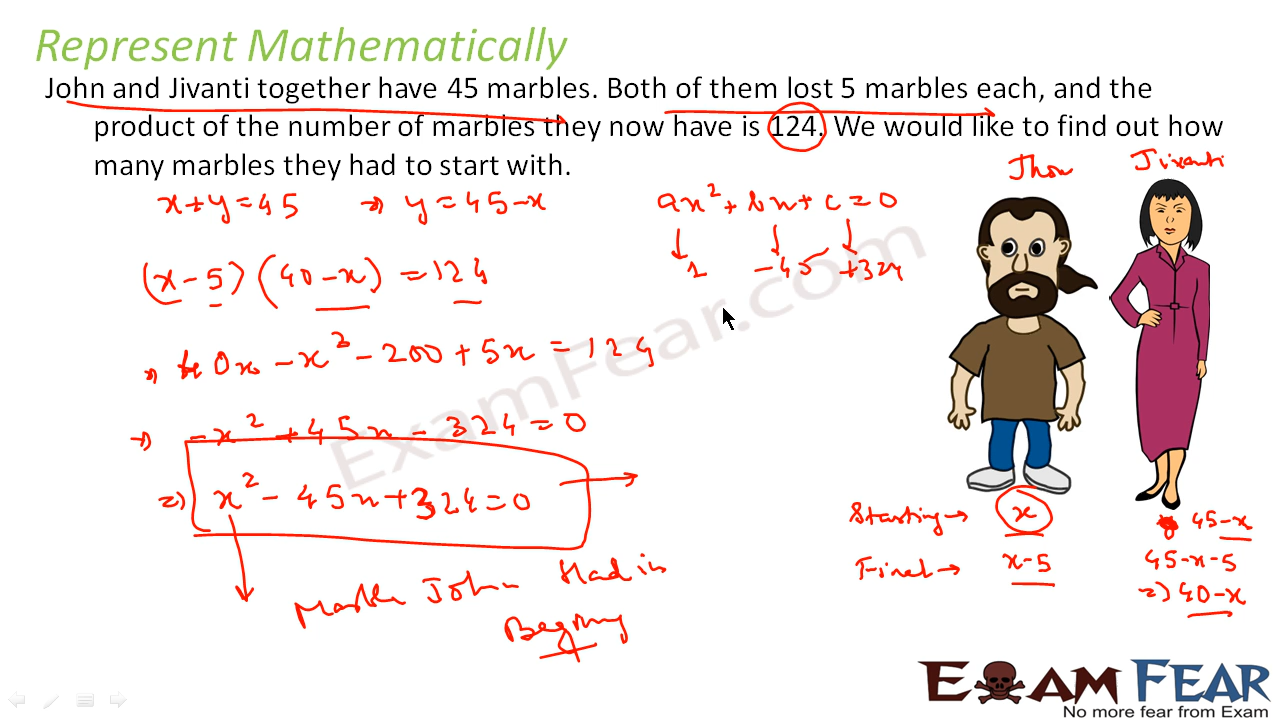 Represent Mathematically
John and Jivanti together have 45 marbles. Both of them lost 5 marbles each, and the
product of the number of marbles they now have is 124. We would like to find out how
many marbles they had to start with.
Jhon
Jivanti
x+y=45 ⇒ y=45-x
ax²+bx+c=0
1 -45 +324
(x-5)(40-x)=124
⇒ 40x-x²-200+5x=124
⇒ -x²+45x-324=0
⇒ x²-45x+324=0
Marble John Had in
Starting→ x 45-x
Final→ x-5 45-x-5
⇒ 40-x
ExamFear.com
EXAM FEAR
No more fear from Exam